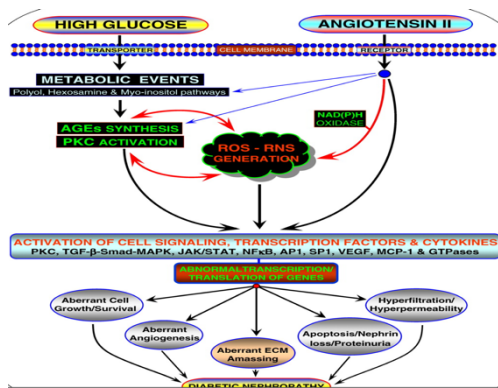 HIGH GLUCOSE
ANGIOTENSIN II
TRANSPORTER
CELL MEMBRANE
RECEPTOR
METABOLIC EVENTS
Polyol, Hexosamine & Myo-inositol pathways
NAD(P)H
OXIDASE
AGEs SYNTHESIS
PKC ACTIVATION
ROS - RNS
GENERATION
ACTIVATION OF CELL SIGNALING, TRANSCRIPTION FACTORS & CYTOKINES
PKC, TGF-β-Smad-MAPK, JAK/STAT, NFκB, AP1, SP1, VEGF, MCP-1 & GTPases
ABNORMAL TRANSCRIPTION/
TRANSLATION OF GENES
Aberrant Cell
Growth/Survival
Hyperfiltration/
Hyperpermeability
Aberrant
Angiogenesis
Apoptosis/Nephrin
loss/Proteinuria
Aberrant ECM
Amassing
DIABETIC NEPHROPATHY